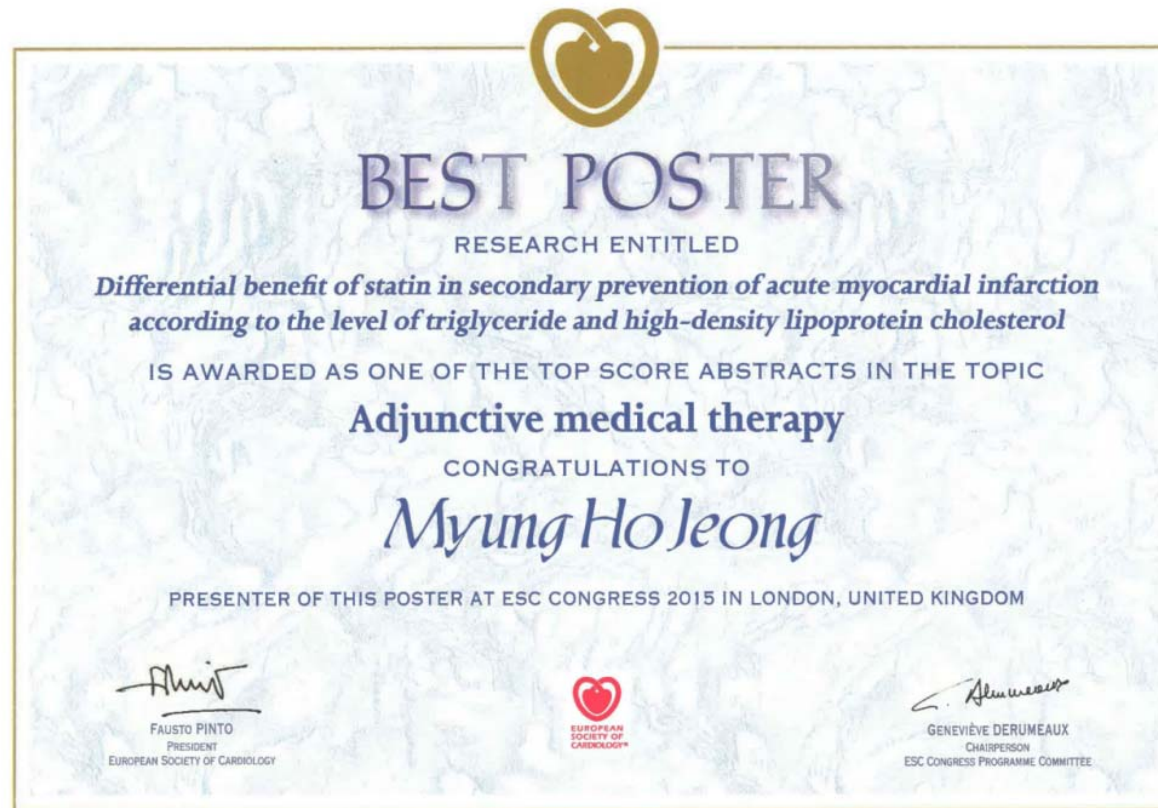 BEST POSTER
RESEARCH ENTITLED
Differential benefit of statin in secondary prevention of acute myocardial infarction
according to the level of triglyceride and high-density lipoprotein cholesterol
IS AWARDED AS ONE OF THE TOP SCORE ABSTRACTS IN THE TOPIC
Adjunctive medical therapy
CONGRATULATIONS TO
Myung Ho Jeong
PRESENTER OF THIS POSTER AT ESC CONGRESS 2015 IN LONDON, UNITED KINGDOM
FAUSTO PINTO
PRESIDENT
EUROPEAN SOCIETY OF CARDIOLOGY
EUROPEAN
SOCIETY OF
CARDIOLOGY®
GENEVIÈVE DERUMEAUX
CHAIRPERSON
ESC CONGRESS PROGRAMME COMMITTEE